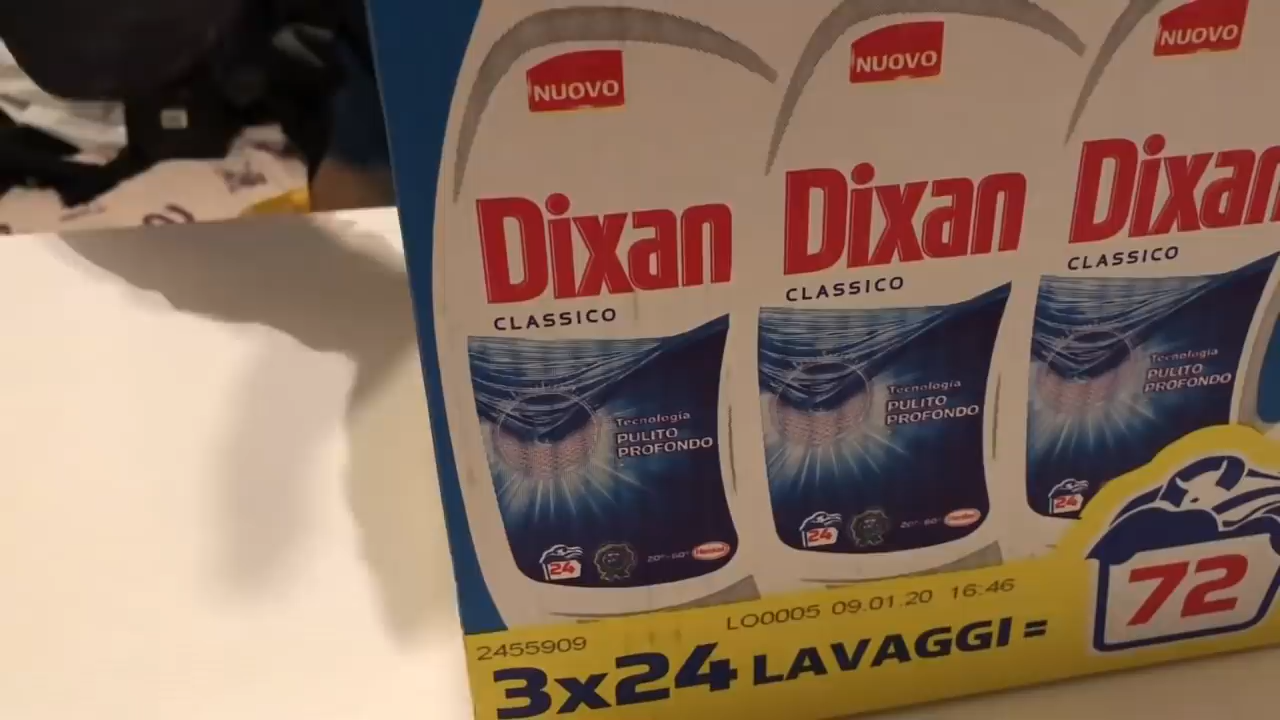 NUOVO
Dixan
CLASSICO
Tecnologia
PULITO
PROFONDO
24
20°-60°
Henkel
NUOVO
Dixan
CLASSICO
Tecnologia
PULITO
PROFONDO
24
20°-60°
Henkel
NUOVO
Dixan
CLASSICO
Tecnologia
PULITO
PROFONDO
24
72
2455909
LO0005 09.01.20 16:46
3x24 LAVAGGI =